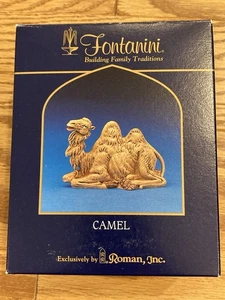 Fontanini
Building Family Traditions
CAMEL
Exclusively by Roman, Inc.